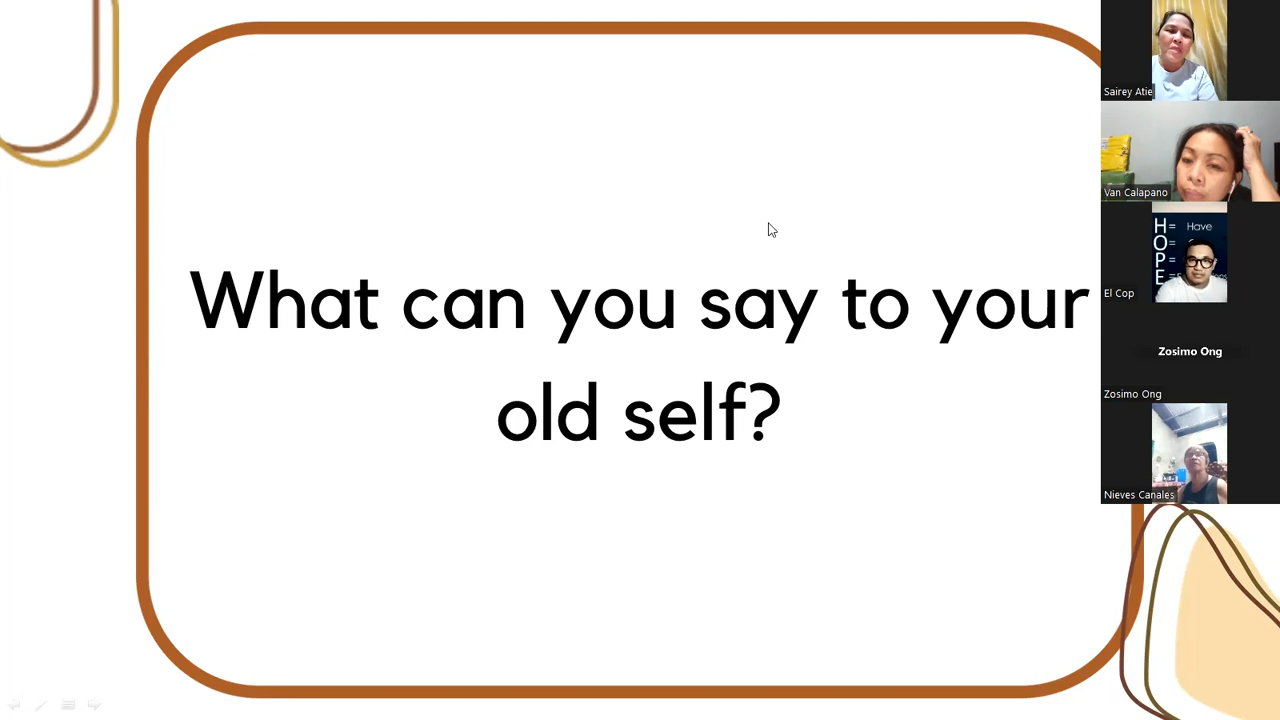 What can you say to your
old self?
Sairey Atie
Van Calapano
H= Have
O=
P=
E=
El Cop
Zosimo Ong
Zosimo Ong
Nieves Canales